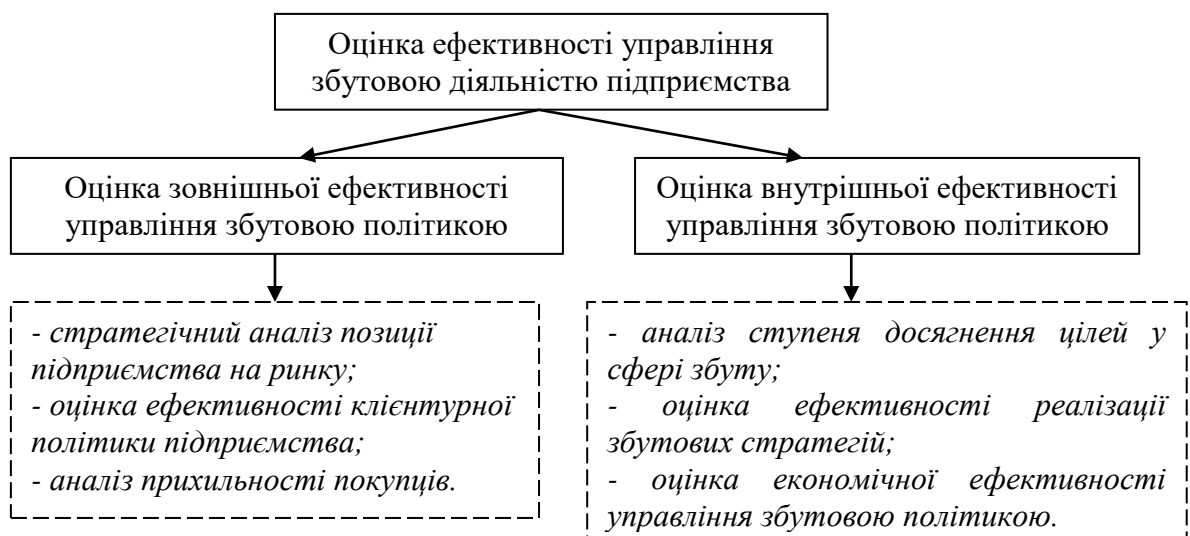 Оцінка ефективності управління
збутовою діяльністю підприємства
Оцінка зовнішньої ефективності
управління збутовою політикою
Оцінка внутрішньої ефективності
управління збутовою політикою
- стратегічний аналіз позиції
підприємства на ринку;
- оцінка ефективності клієнтурної
політики підприємства;
- аналіз прихильності покупців.
- аналіз ступеня досягнення цілей у
сфері збуту;
- оцінка ефективності реалізації
збутових стратегій;
- оцінка економічної ефективності
управління збутовою політикою.